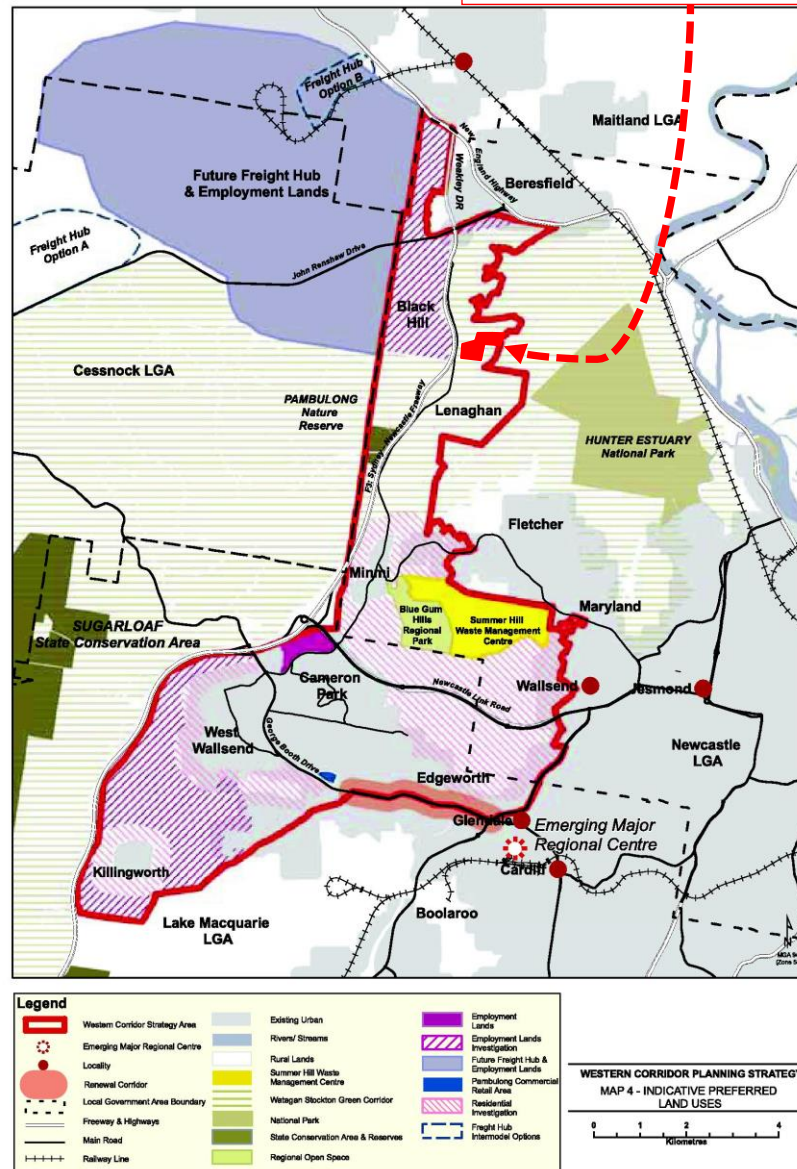 Freight Hub
Option B
Maitland LGA
New England Highway
Weakley DR
Beresfield
Future Freight Hub
& Employment Lands
Freight Hub
Option A
John Renshaw Drive
Black
Hill
Cessnock LGA
PAMBULONG
Nature
Reserve
Lenaghan
F3: Sydney - Newcastle Freeway
HUNTER ESTUARY
National Park
Fletcher
Minmi
Maryland
SUGARLOAF
State Conservation Area
Blue Gum
Hills
Regional
Park
Summer Hill
Waste Management
Centre
Cameron
Park
Newcastle Link Road
Wallsend
Jesmond
West
Wallsend
George Booth Drive
Newcastle
LGA
Edgeworth
Glendale
Emerging Major
Regional Centre
Killingworth
Cardiff
Boolaroo
Lake Macquarie
LGA
N
MGA 94
(Zone 5
Legend
Western Corridor Strategy Area
Emerging Major Regional Centre
Locality
Renewal Corridor
Local Government Area Boundary
Freeway & Highways
Main Road
Railway Line
Existing Urban
Rivers/ Streams
Rural Lands
Summer Hill Waste
Management Centre
Watagan Stockton Green Corridor
National Park
State Conservation Area & Reserves
Regional Open Space
Employment
Lands
Employment Lands
Investigation
Future Freight Hub &
Employment Lands
Pambulong Commercial
Retail Area
Residential
Investigation
Freght Hub
Intermodel Options
WESTERN CORRIDOR PLANNING STRATEGY
MAP 4 - INDICATIVE PREFERRED
LAND USES
0 1 2 4
Kilometres